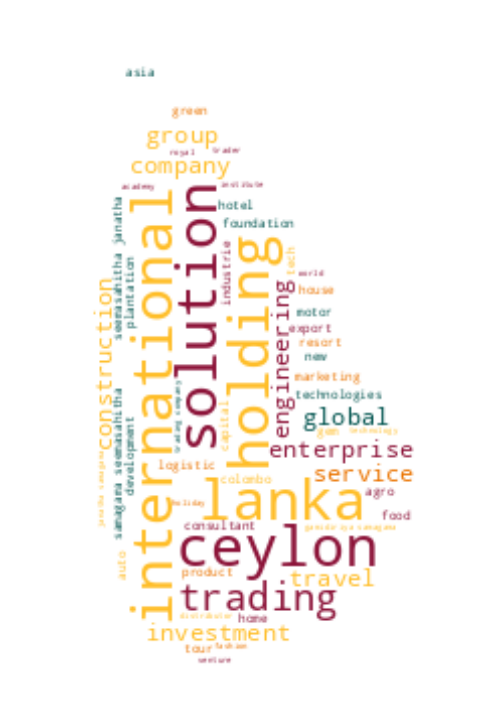 asia
green
group
royal
trader
company
academy
institute
hotel
foundation
international
solution
holding
seemasahitha janatha
plantation
industrie
tech
world
house
construction
engineering
motor
export
resort
new
marketing
technologies
global
gem
technology
enterprise
capital
samagara seemasahitha
development
logistic
service
colombo
lanka
agro
holiday
food
consultant
ceylon
auto
product
travel
trading
distributor
home
investment
tour
fashion
venture